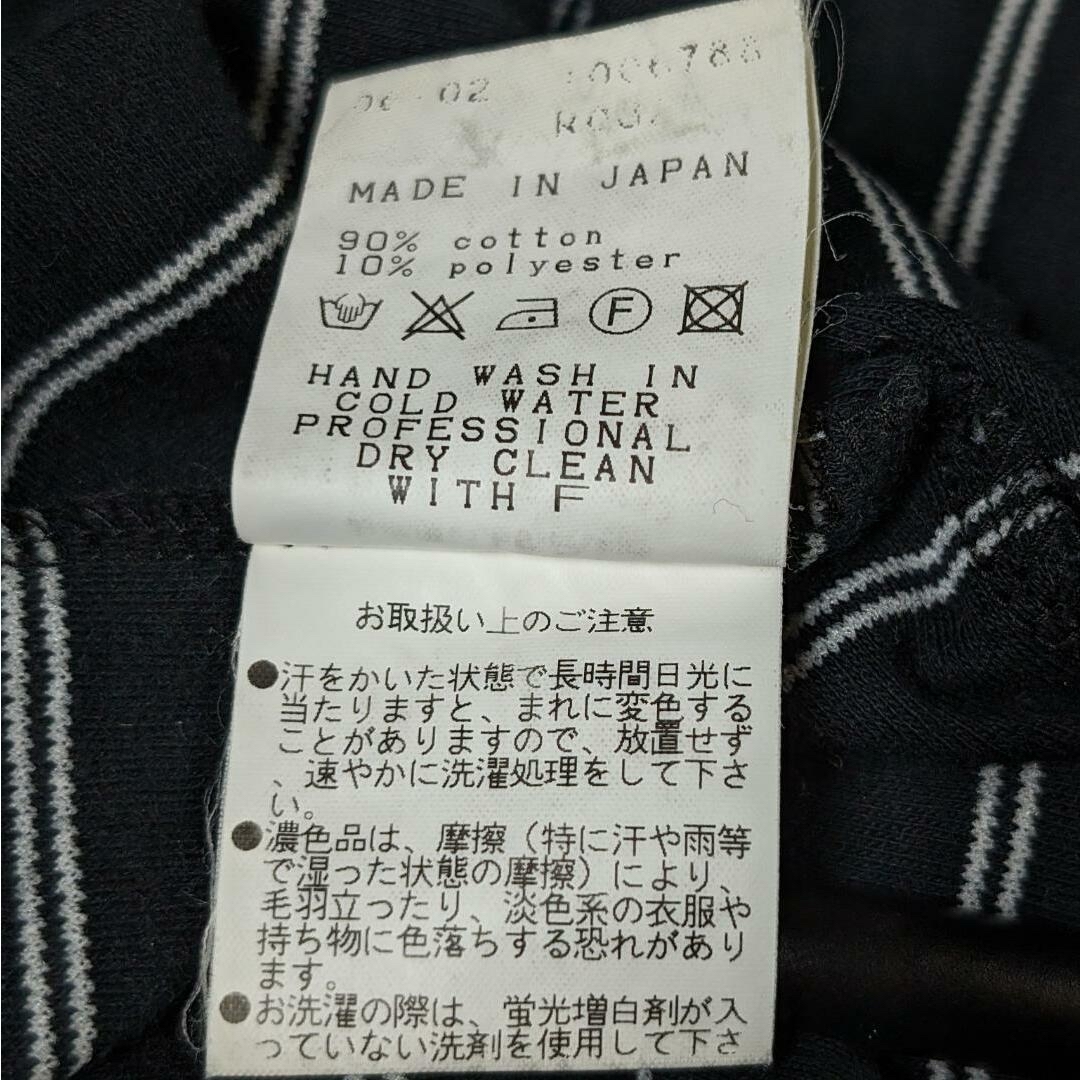 MADE IN JAPAN
90% cotton
10% polyester
F
HAND WASH IN
COLD WATER
PROFESSIONAL
DRY CLEAN
WITH F
お取扱い上のご注意
●汗をかいた状態で長時間日光に
当たりますと、まれに変色する
ことがありますので、放置せず
、速やかに洗濯処理をして下さ
い。
●濃色品は、摩擦（特に汗や雨等
で湿った状態の摩擦）により、
毛羽立ったり、淡色系の衣服や
持ち物に色落ちする恐れがあり
ます。
●お洗濯の際は、蛍光増白剤が入
っていない洗剤を使用して下さ